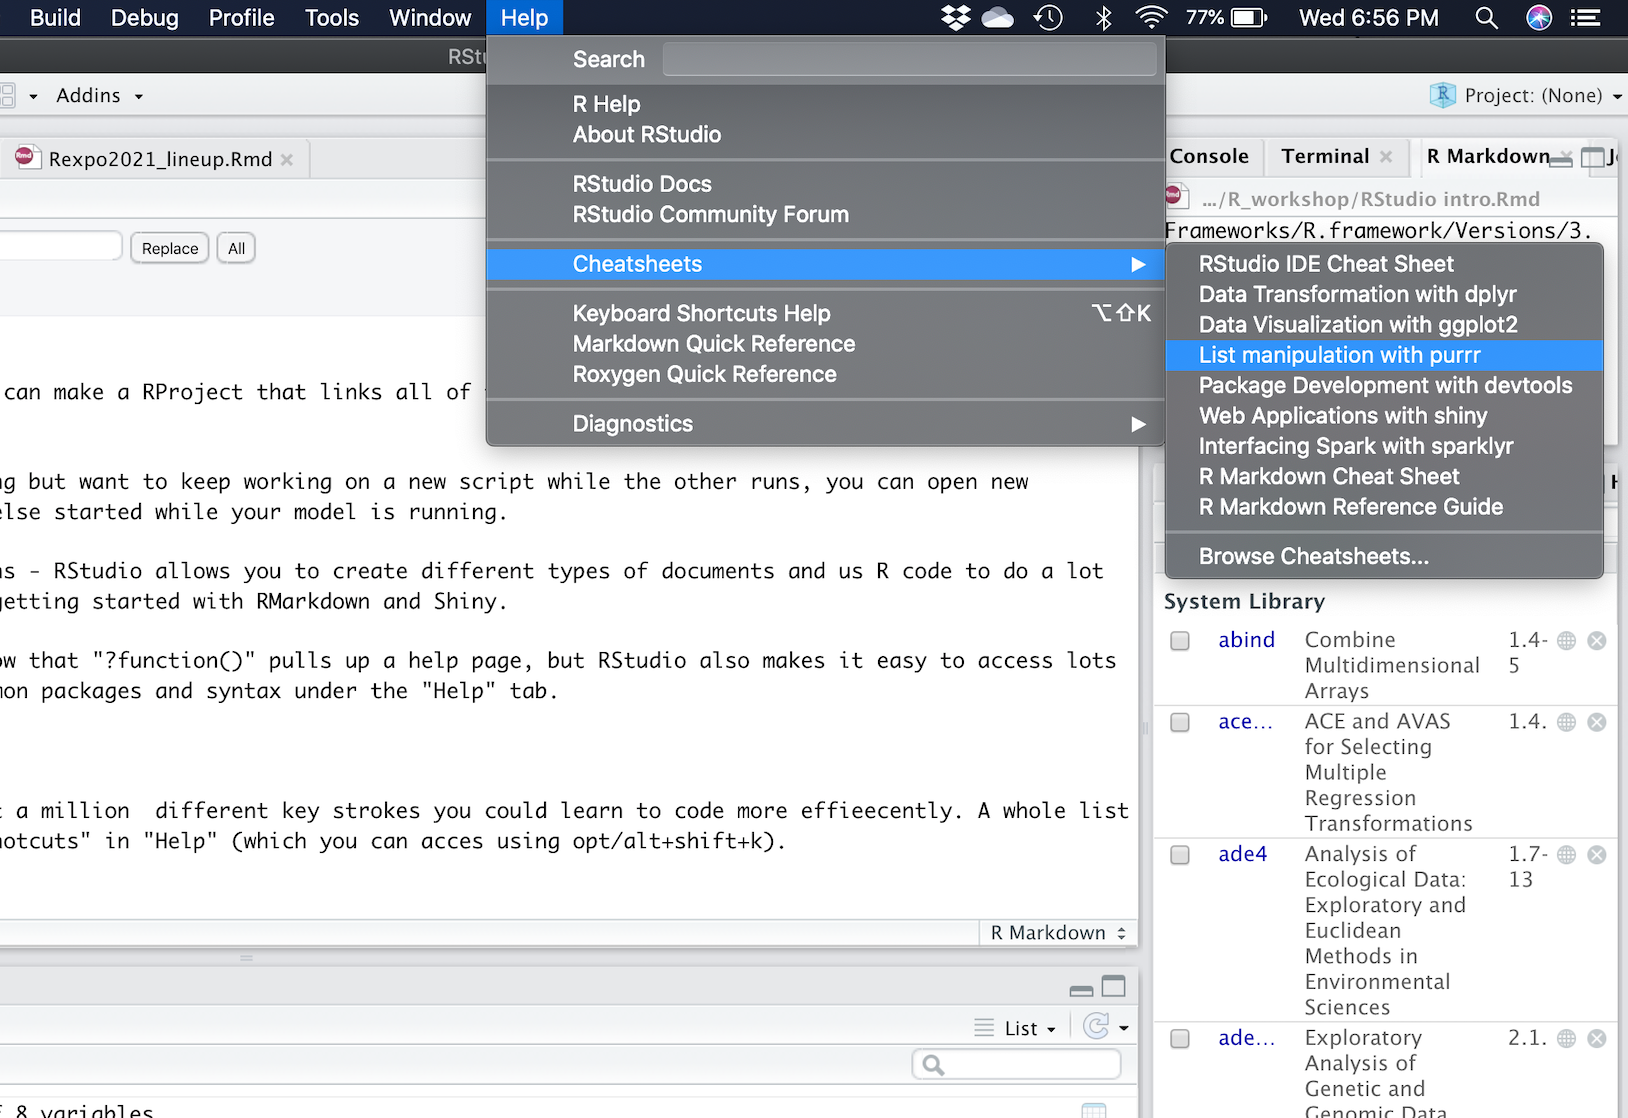 Build Debug Profile Tools Window Help 77% Wed 6:56 PM
Search
R Help
About RStudio
RStudio Docs
RStudio Community Forum
Cheatsheets
Keyboard Shortcuts Help ⌥⇧K
Markdown Quick Reference
Roxygen Quick Reference
Diagnostics
RStudio IDE Cheat Sheet
Data Transformation with dplyr
Data Visualization with ggplot2
List manipulation with purrr
Package Development with devtools
Web Applications with shiny
Interfacing Spark with sparklyr
R Markdown Cheat Sheet
R Markdown Reference Guide
Browse Cheatsheets...
Addins
Project: (None)
Rexpo2021_lineup.Rmd
Replace All
can make a RProject that links all of
but want to keep working on a new script while the other runs, you can open new
else started while your model is running.
- RStudio allows you to create different types of documents and us R code to do a lot
getting started with RMarkdown and Shiny.
that "?function()" pulls up a help page, but RStudio also makes it easy to access lots
packages and syntax under the "Help" tab.
a million  different key strokes you could learn to code more effieecently. A whole list
in "Help" (which you can acces using opt/alt+shift+k).
R Markdown
List
8 variables
Console Terminal R Markdown
.../R_workshop/RStudio intro.Rmd
Frameworks/R.framework/Versions/3.
System Library
abind Combine 1.4-
Multidimensional 5
Arrays
ace... ACE and AVAS 1.4.
for Selecting
Multiple
Regression
Transformations
ade4 Analysis of 1.7-
Ecological Data: 13
Exploratory and
Euclidean
Methods in
Environmental
Sciences
ade... Exploratory 2.1.
Analysis of
Genetic and
Genomic Data